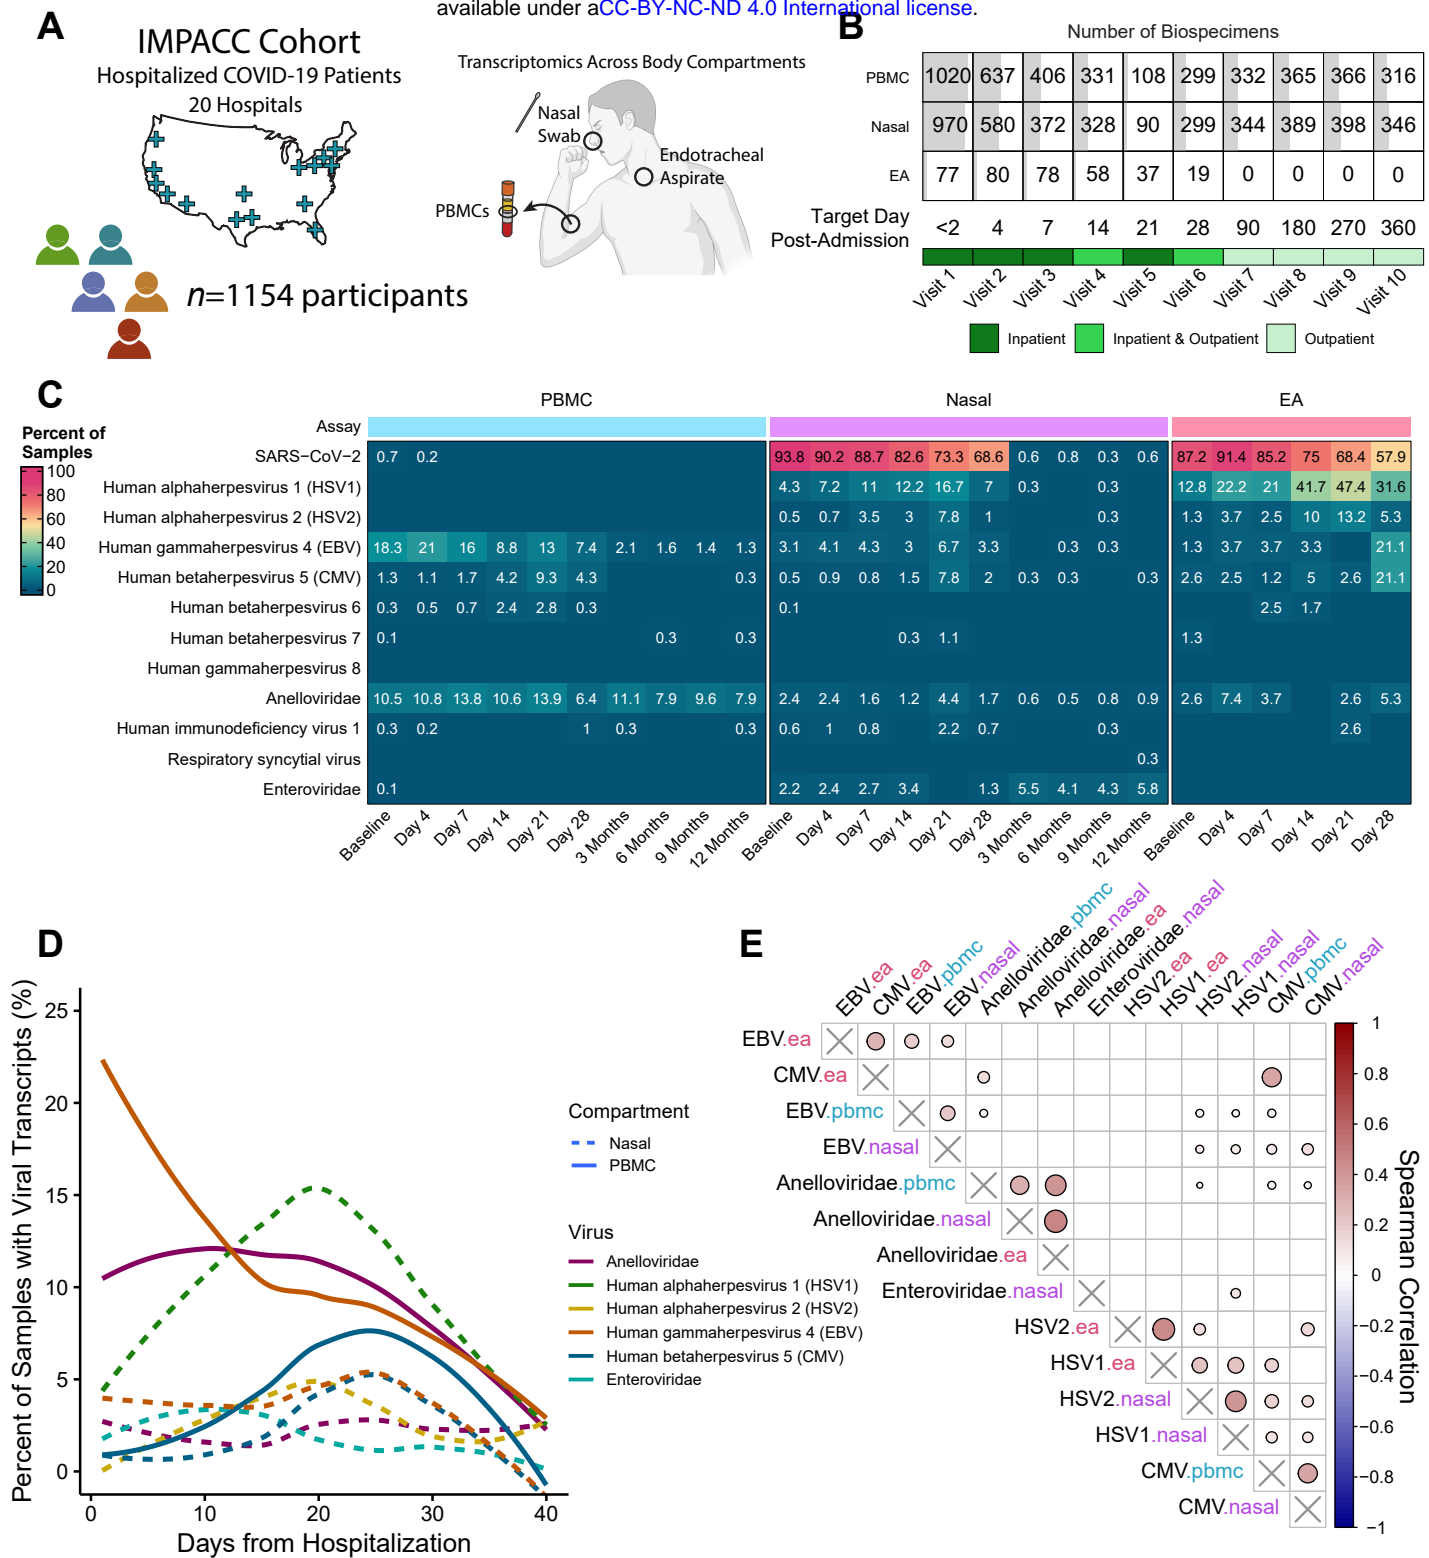 available under aCC-BY-NC-ND 4.0 International license.
A
IMPACC Cohort
Hospitalized COVID-19 Patients
20 Hospitals
n=1154 participants
Transcriptomics Across Body Compartments
Nasal
Swab
Endotracheal
Aspirate
PBMCs
B
Number of Biospecimens
PBMC 1020 637 406 331 108 299 332 365 366 316
Nasal 970 580 372 328 90 299 344 389 398 346
EA 77 80 78 58 37 19 0 0 0 0
Target Day
Post-Admission
<2 4 7 14 21 28 90 180 270 360
Visit 1 Visit 2 Visit 3 Visit 4 Visit 5 Visit 6 Visit 7 Visit 8 Visit 9 Visit 10
Inpatient Inpatient & Outpatient Outpatient
C
PBMC Nasal EA
Assay
Percent of
Samples
100
80
60
40
20
0
SARS−CoV−2 0.7 0.2 93.8 90.2 88.7 82.6 73.3 68.6 0.6 0.8 0.3 0.6 87.2 91.4 85.2 75 68.4 57.9
Human alphaherpesvirus 1 (HSV1) 4.3 7.2 11 12.2 16.7 7 0.3 0.3 12.8 22.2 21 41.7 47.4 31.6
Human alphaherpesvirus 2 (HSV2) 0.5 0.7 3.5 3 7.8 1 0.3 1.3 3.7 2.5 10 13.2 5.3
Human gammaherpesvirus 4 (EBV) 18.3 21 16 8.8 13 7.4 2.1 1.6 1.4 1.3 3.1 4.1 4.3 3 6.7 3.3 0.3 0.3 1.3 3.7 3.7 3.3 21.1
Human betaherpesvirus 5 (CMV) 1.3 1.1 1.7 4.2 9.3 4.3 0.3 0.5 0.9 0.8 1.5 7.8 2 0.3 0.3 0.3 2.6 2.5 1.2 5 2.6 21.1
Human betaherpesvirus 6 0.3 0.5 0.7 2.4 2.8 0.3 0.1 2.5 1.7
Human betaherpesvirus 7 0.1 0.3 0.3 0.3 1.1 1.3
Human gammaherpesvirus 8
Anelloviridae 10.5 10.8 13.8 10.6 13.9 6.4 11.1 7.9 9.6 7.9 2.4 2.4 1.6 1.2 4.4 1.7 0.6 0.5 0.8 0.9 2.6 7.4 3.7 2.6 5.3
Human immunodeficiency virus 1 0.3 0.2 1 0.3 0.3 0.6 1 0.8 2.2 0.7 0.3 2.6
Respiratory syncytial virus 0.3
Enteroviridae 0.1 2.2 2.4 2.7 3.4 1.3 5.5 4.1 4.3 5.8
Baseline Day 4 Day 7 Day 14 Day 21 Day 28 3 Months 6 Months 9 Months 12 Months Baseline Day 4 Day 7 Day 14 Day 21 Day 28 3 Months 6 Months 9 Months 12 Months Baseline Day 4 Day 7 Day 14 Day 21 Day 28
D
Percent of Samples with Viral Transcripts (%)
25
20
15
10
5
0
0 10 20 30 40
Days from Hospitalization
Compartment
Nasal
PBMC
Virus
Anelloviridae
Human alphaherpesvirus 1 (HSV1)
Human alphaherpesvirus 2 (HSV2)
Human gammaherpesvirus 4 (EBV)
Human betaherpesvirus 5 (CMV)
Enteroviridae
E
EBV.ea CMV.ea EBV.pbmc EBV.nasal Anelloviridae.pbmc Anelloviridae.nasal Anelloviridae.ea Enteroviridae.nasal HSV2.ea HSV1.ea HSV2.nasal HSV1.nasal CMV.pbmc CMV.nasal
EBV.ea
CMV.ea
EBV.pbmc
EBV.nasal
Anelloviridae.pbmc
Anelloviridae.nasal
Anelloviridae.ea
Enteroviridae.nasal
HSV2.ea
HSV1.ea
HSV2.nasal
HSV1.nasal
CMV.pbmc
CMV.nasal
1
0.8
0.6
0.4
0.2
0
−0.2
−0.4
−0.6
−0.8
−1
Spearman Correlation